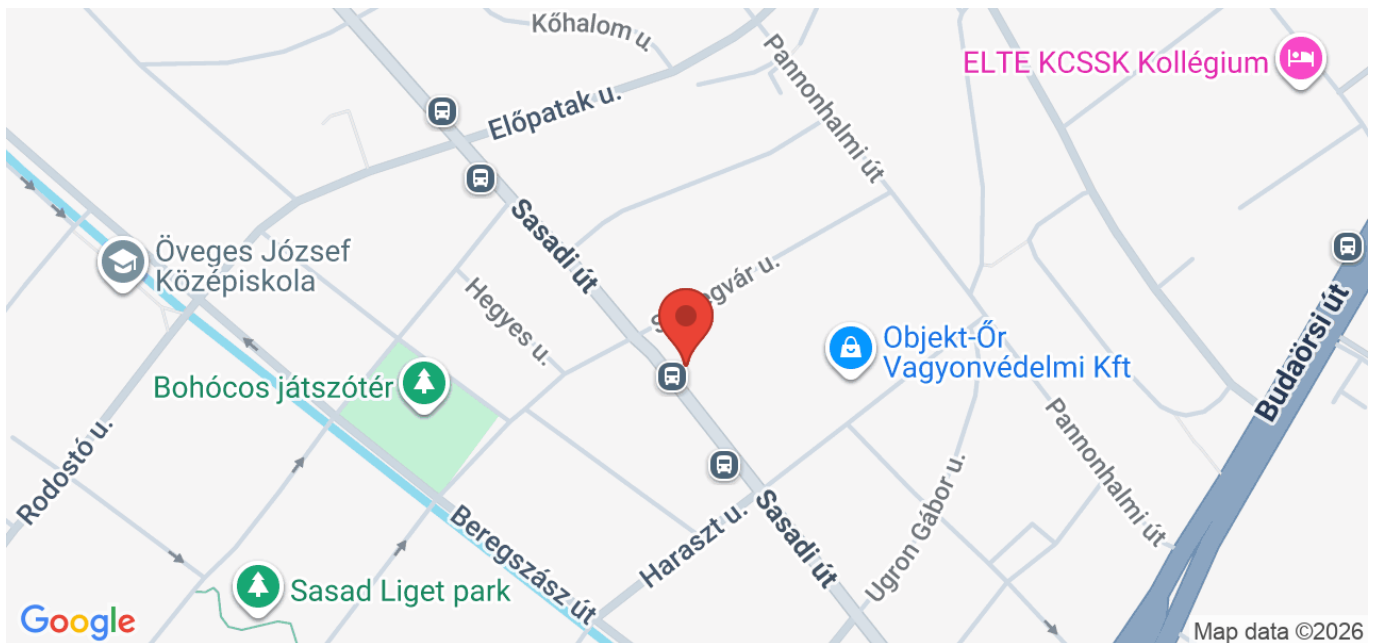 Kőhalom u.
Pannonhalmi út
ELTE KCSSK Kollégium
Előpatak u.
Sasadi út
Öveges József
Középiskola
Hegyes u.
Budaörsi út
Objekt-Őr
Vagyonvédelmi Kft
Bohócos játszótér
Rodostó u.
Pannonhalmi út
Beregszász út
Haraszt u.
Sasadi út
Ugron Gábor u.
Sasad Liget park
Google
Map data ©2026